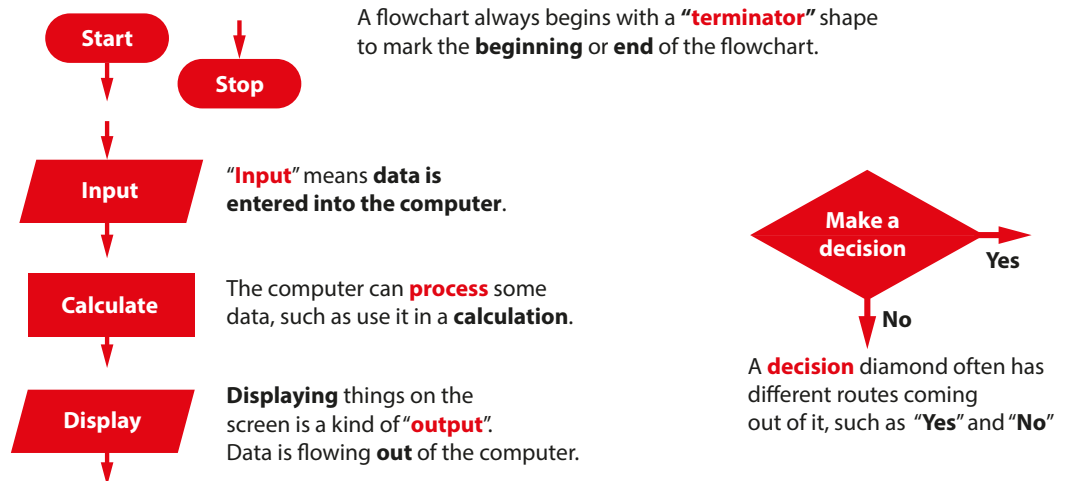 Start
Stop
A flowchart always begins with a “terminator” shape
to mark the beginning or end of the flowchart.
Input
“Input” means data is
entered into the computer.
Calculate
The computer can process some
data, such as use it in a calculation.
Display
Displaying things on the
screen is a kind of “output”.
Data is flowing out of the computer.
Make a
decision
Yes
No
A decision diamond often has
different routes coming
out of it, such as “Yes” and “No”